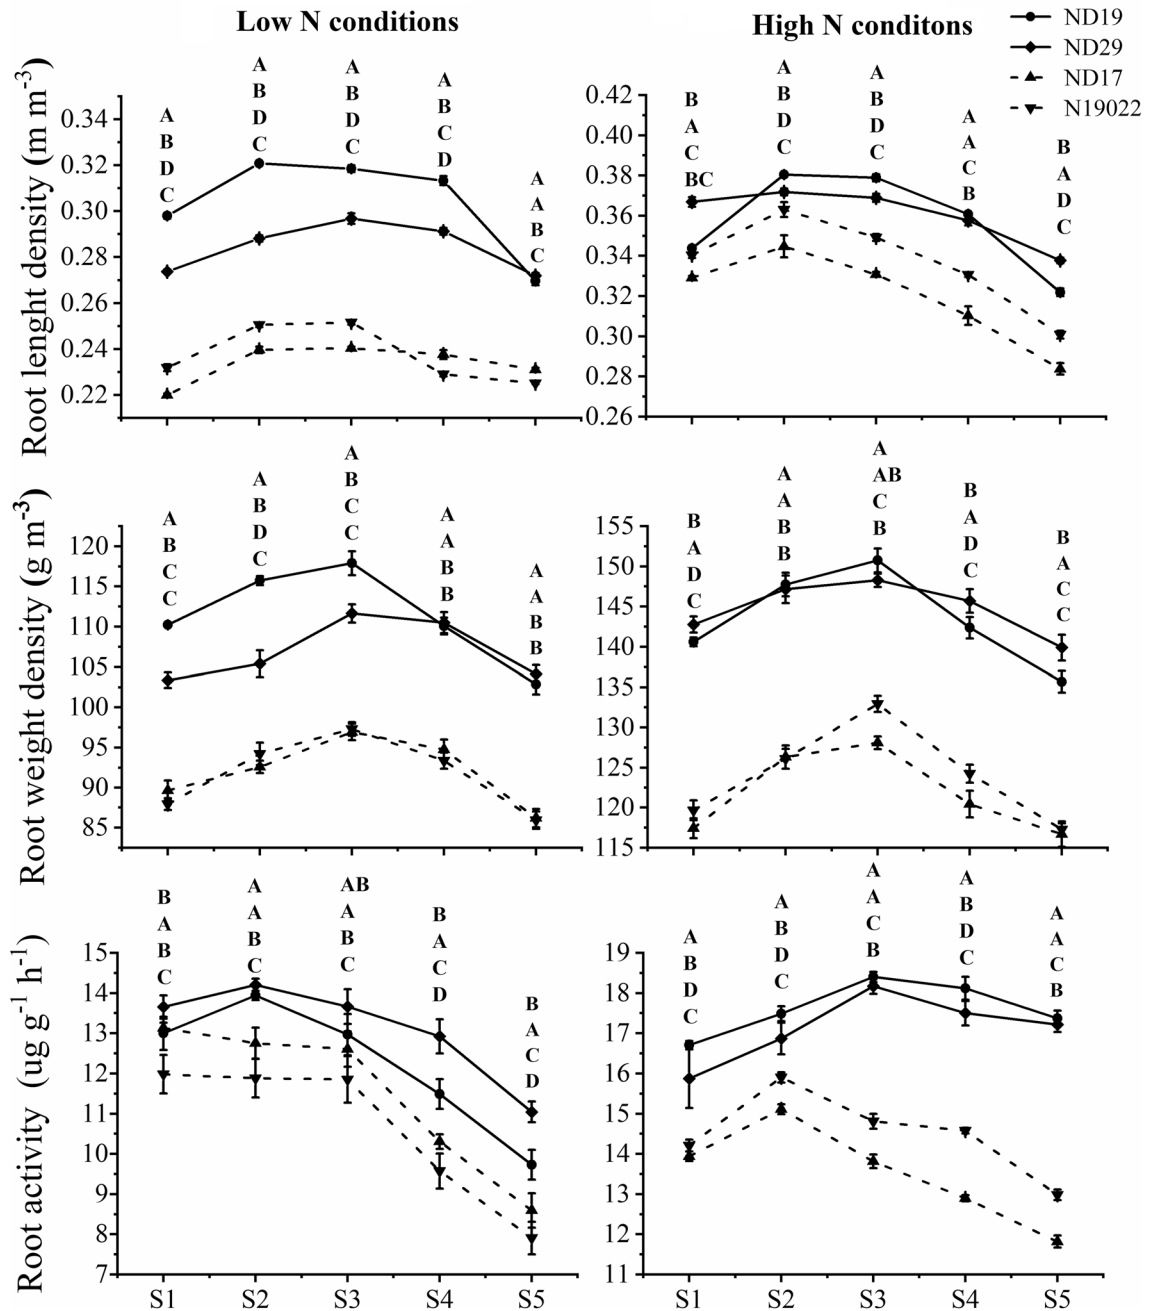 Low N conditions
High N conditons
ND19
ND29
ND17
N19022
Root lenght density (m m-3)
0.34
0.32
0.30
0.28
0.26
0.24
0.22
A
B
D
C
A
B
D
C
A
B
D
C
A
B
C
D
A
A
B
C
0.42
0.40
0.38
0.36
0.34
0.32
0.30
0.28
0.26
B
A
C
BC
A
B
D
C
A
B
D
C
A
A
C
B
B
A
D
C
Root weight density (g m-3)
120
115
110
105
100
95
90
85
A
B
C
C
A
B
D
C
A
B
C
C
A
A
B
B
A
A
B
B
155
150
145
140
135
130
125
120
115
B
A
D
C
A
A
B
B
A
AB
C
B
B
A
D
C
B
A
C
C
Root activity (ug g-1 h-1)
15
14
13
12
11
10
9
8
7
B
A
B
C
A
A
B
C
AB
A
B
C
B
A
C
D
B
A
C
D
S1
S2
S3
S4
S5
19
18
17
16
15
14
13
12
11
A
B
D
C
A
B
D
C
A
A
C
B
A
B
D
C
A
A
C
B
S1
S2
S3
S4
S5